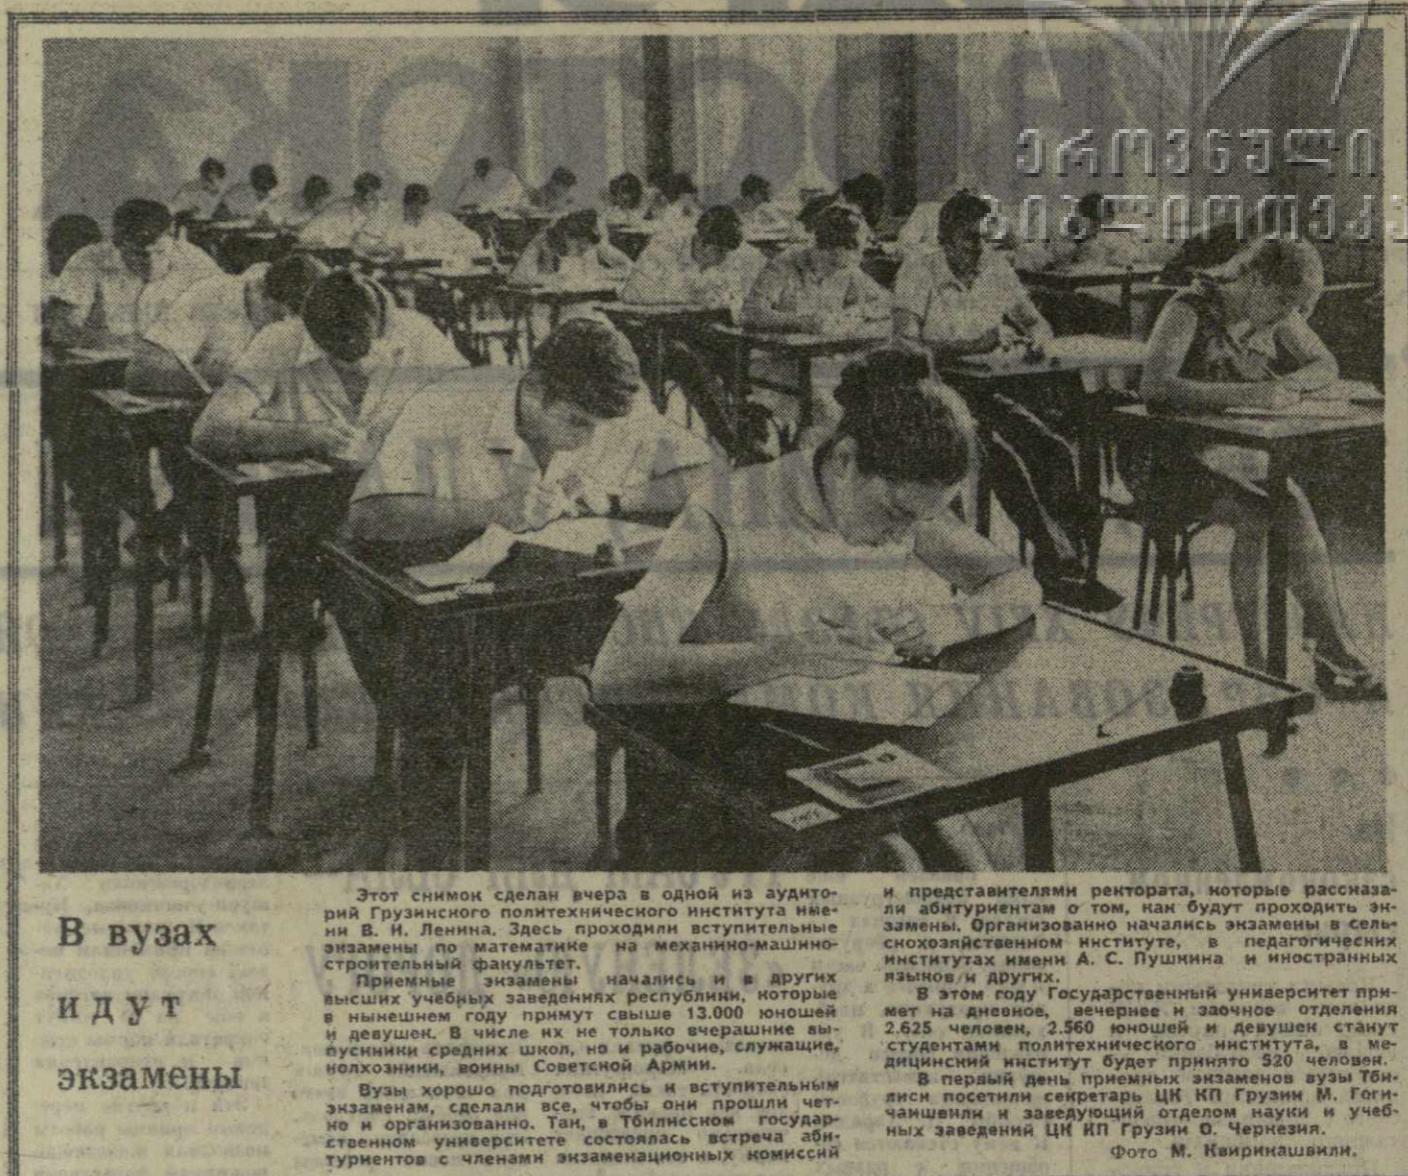 ეროვნული
ბიბლიოთეკა
В вузах
идут
экзамены
Этот снимок сделан вчера в одной из аудито-
рий Грузинского политехнического института име-
ни В. И. Ленина. Здесь проходили вступительные
экзамены по математике на механико-машино-
строительный факультет.
Приемные экзамены начались и в других
высших учебных заведениях республики, которые
в нынешнем году примут свыше 13.000 юношей
и девушек. В числе их не только вчерашние вы-
пускники средних школ, но и рабочие, служащие,
колхозники, воины Советской Армии.
Вузы хорошо подготовились к вступительным
экзаменам, сделали все, чтобы они прошли чет-
ко и организованно. Так, в Тбилисском государ-
ственном университете состоялась встреча аби-
туриентов с членами экзаменационных комиссий
и представителями ректората, которые рассказа-
ли абитуриентам о том, как будут проходить эк-
замены. Организованно начались экзамены в сель-
скохозяйственном институте, в педагогических
институтах имени А. С. Пушкина и иностранных
языков и других.
В этом году Государственный университет при-
мет на дневное, вечернее и заочное отделения
2.625 человек, 2.560 юношей и девушек станут
студентами политехнического института, в ме-
дицинский институт будет принято 520 человек.
В первый день приемных экзаменов вузы Тби-
лиси посетили секретарь ЦК КП Грузии М. Гоги-
чаишвили и заведующий отделом науки и учеб-
ных заведений ЦК КП Грузии О. Черкезия.
Фото М. Квирикашвили.